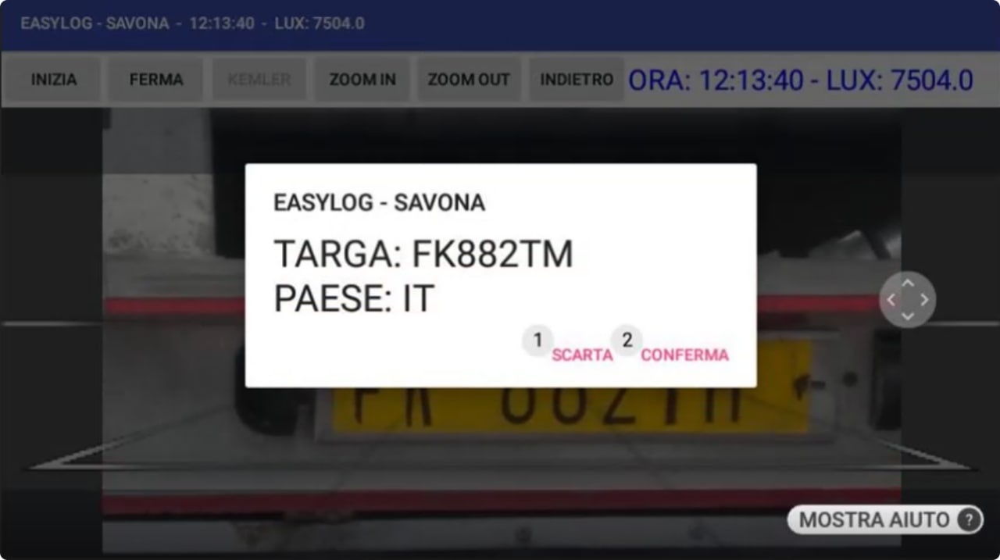 EASYLOG - SAVONA - 12:13:40 - LUX: 7504.0
INIZIA FERMA KEMLER ZOOM IN ZOOM OUT INDIETRO ORA: 12:13:40 - LUX: 7504.0
EASYLOG - SAVONA
TARGA: FK882TM
PAESE: IT
1 SCARTA 2 CONFERMA
FK 882TM
MOSTRA AIUTO ?